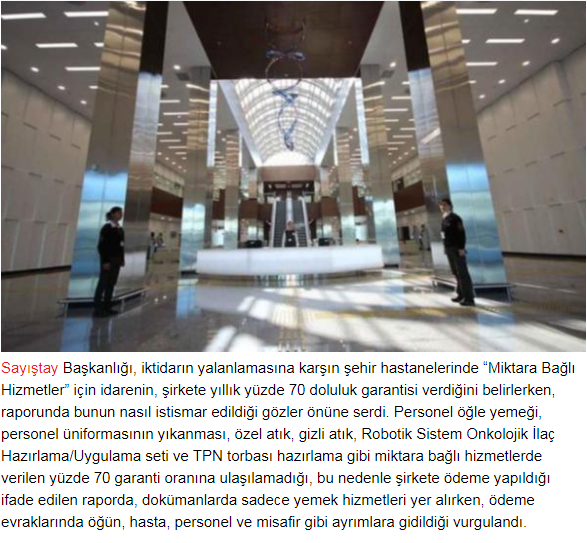 Sayıştay Başkanlığı, iktidarın yalanlamasına karşın şehir hastanelerinde “Miktara Bağlı
Hizmetler” için idarenin, şirkete yıllık yüzde 70 doluluk garantisi verdiğini belirlerken,
raporunda bunun nasıl istismar edildiği gözler önüne serdi. Personel öğle yemeği,
personel üniformasının yıkanması, özel atık, gizli atık, Robotik Sistem Onkolojik İlaç
Hazırlama/Uygulama seti ve TPN torbası hazırlama gibi miktara bağlı hizmetlerde
verilen yüzde 70 garanti oranına ulaşılamadığı, bu nedenle şirkete ödeme yapıldığı
ifade edilen raporda, dokümanlarda sadece yemek hizmetleri yer alırken, ödeme
evraklarında öğün, hasta, personel ve misafir gibi ayrımlara gidildiği vurgulandı.